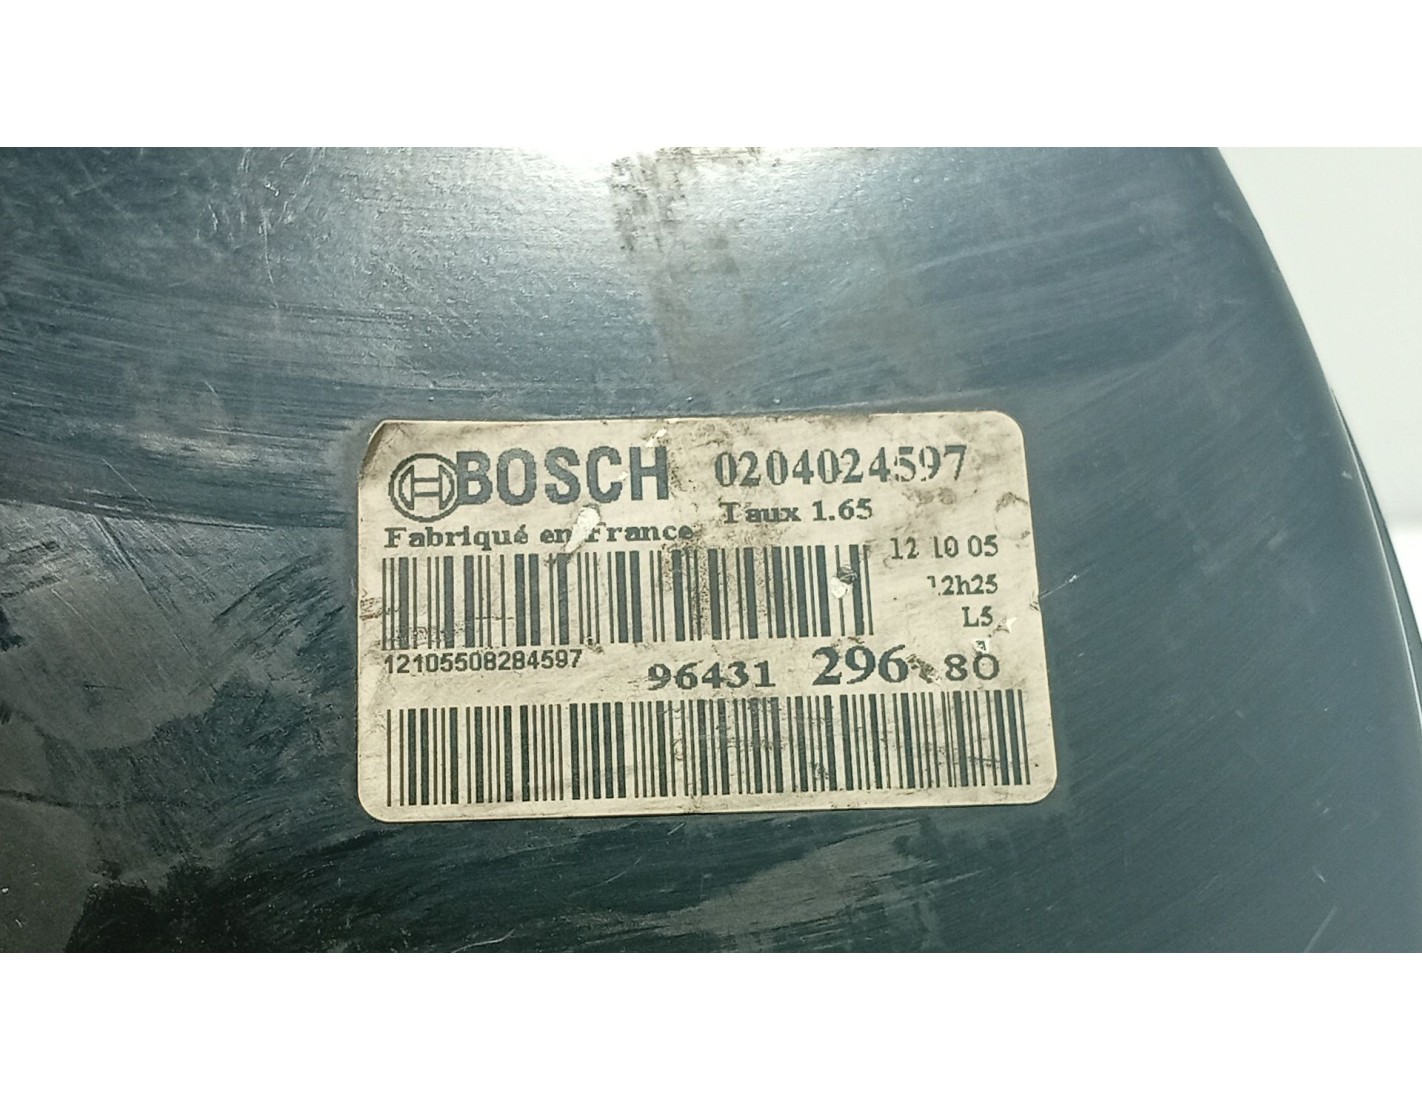 BOSCH 0204024597
Taux 1.65
Fabriqué en France
12 10 05
12h25
L5
12105508284597
96431 296 80